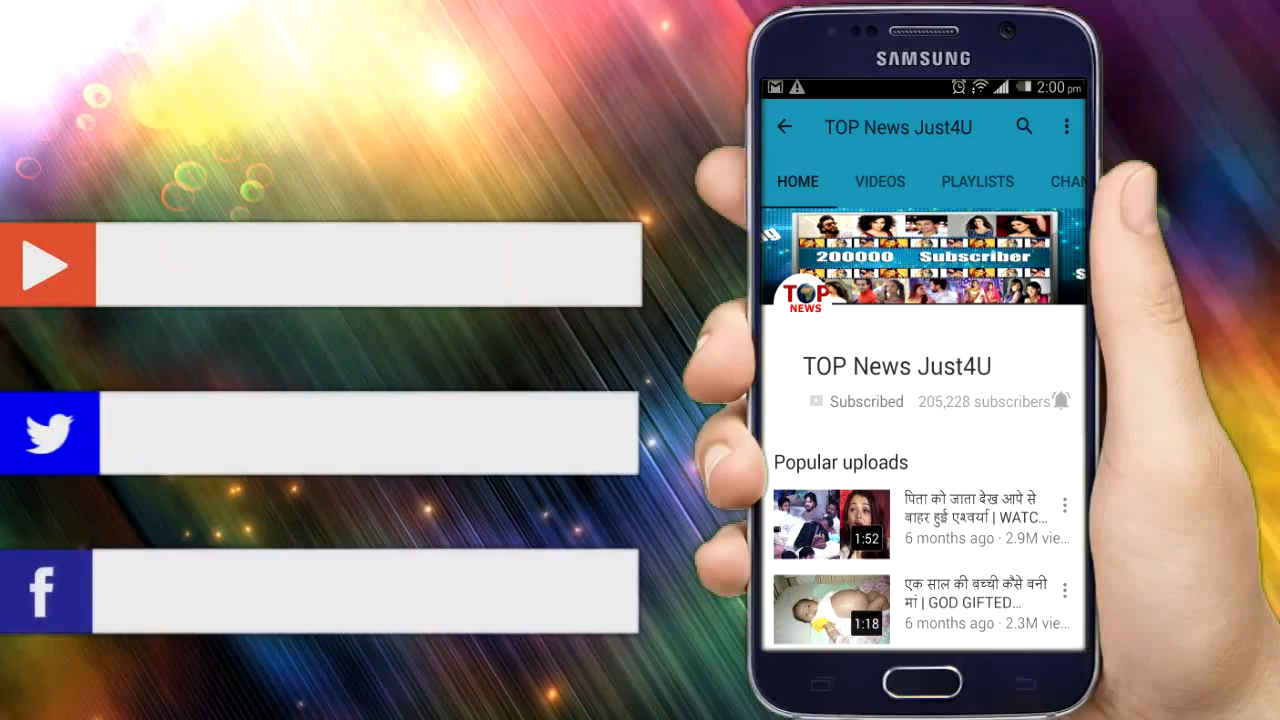 SAMSUNG
2:00 pm
TOP News Just4U
HOME VIDEOS PLAYLISTS CHAN
200000 Subscriber
TOP
NEWS
TOP News Just4U
Subscribed 205,228 subscribers
Popular uploads
पिता को जाता देख आपे से
बाहर हुई एश्वर्या | WATC...
6 months ago · 2.9M vie...
1:52
एक साल की बच्ची कैसे बनी
मां | GOD GIFTED...
6 months ago · 2.3M vie...
1:18